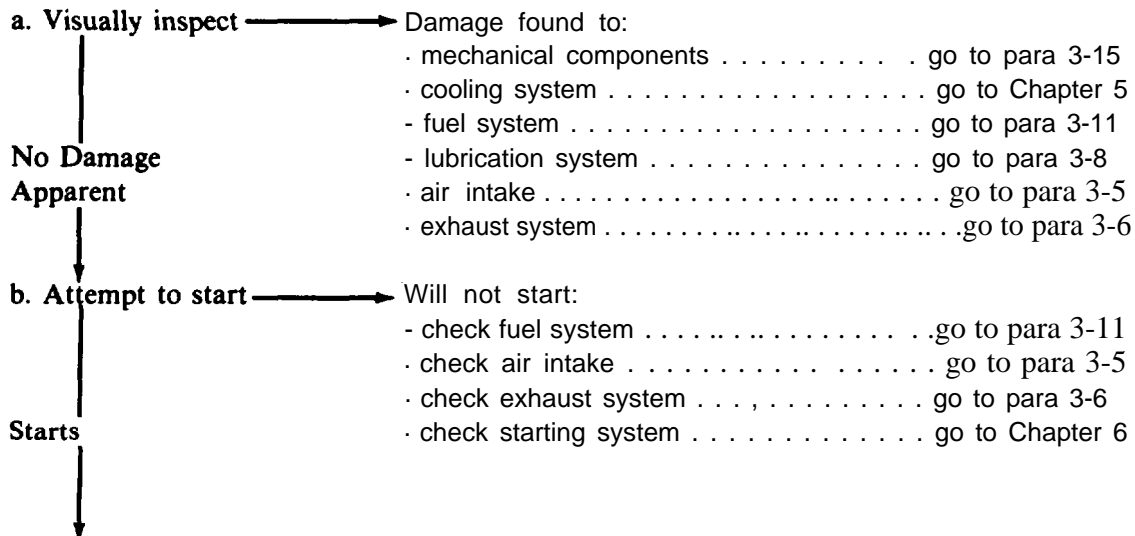 a. Visually inspect Damage found to:
· mechanical components . . . . . . . . . . . go to para 3-15
· cooling system . . . . . . . . . . . . . . . . . . . go to Chapter 5
- fuel system . . . . . . . . . . . . . . . . . . . . . go to para 3-11
No Damage - lubrication system . . . . . . . . . . . . . . . go to para 3-8
Apparent · air intake . . . . . . . . . . . . . . . . . .. . . . . . . go to para 3-5
· exhaust system . . . . . . . .. . . . .. . . . . . .. .. . ..go to para 3-6
b. Attempt to start Will not start:
- check fuel system . . . . .. . .. . . . . . . . . . .go to para 3-11
· check air intake . . . . . . . . . . . . . . . . . go to para 3-5
· check exhaust system . . . , . . . . . . . . . go to para 3-6
Starts · check starting system . . . . . . . . . . . . . go to Chapter 6